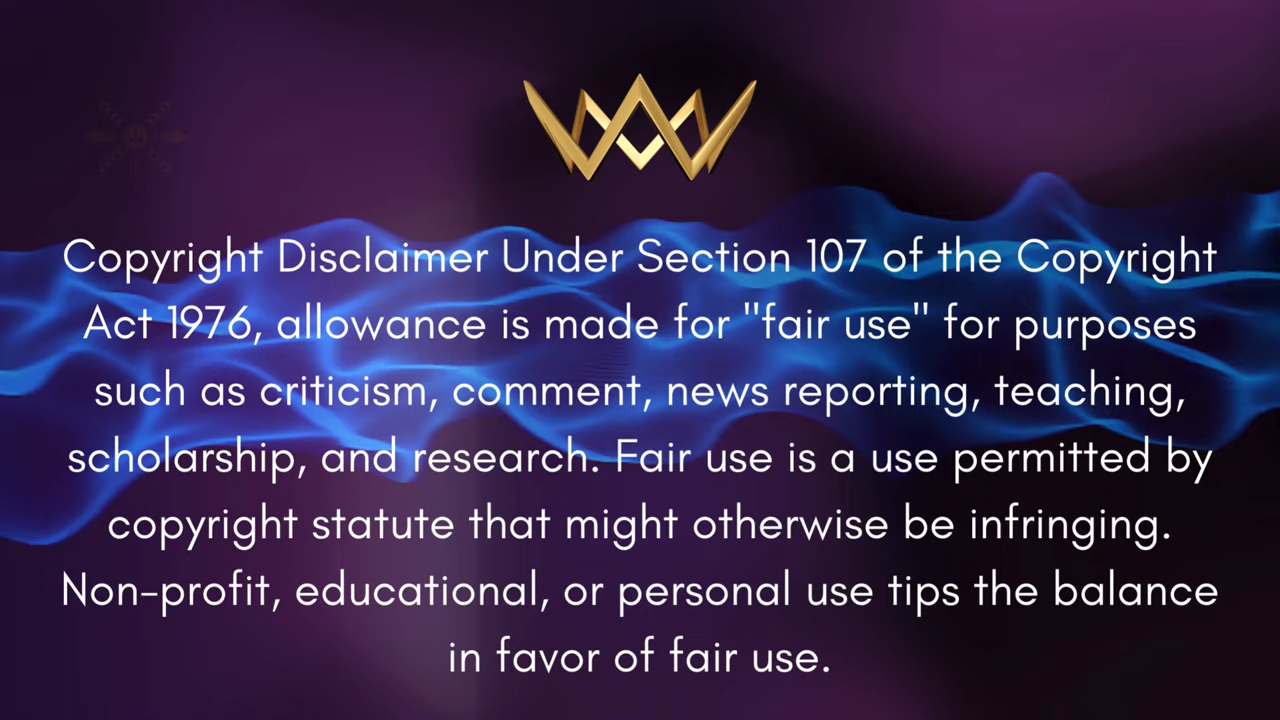 Copyright Disclaimer Under Section 107 of the Copyright
Act 1976, allowance is made for "fair use" for purposes
such as criticism, comment, news reporting, teaching,
scholarship, and research. Fair use is a use permitted by
copyright statute that might otherwise be infringing.
Non-profit, educational, or personal use tips the balance
in favor of fair use.